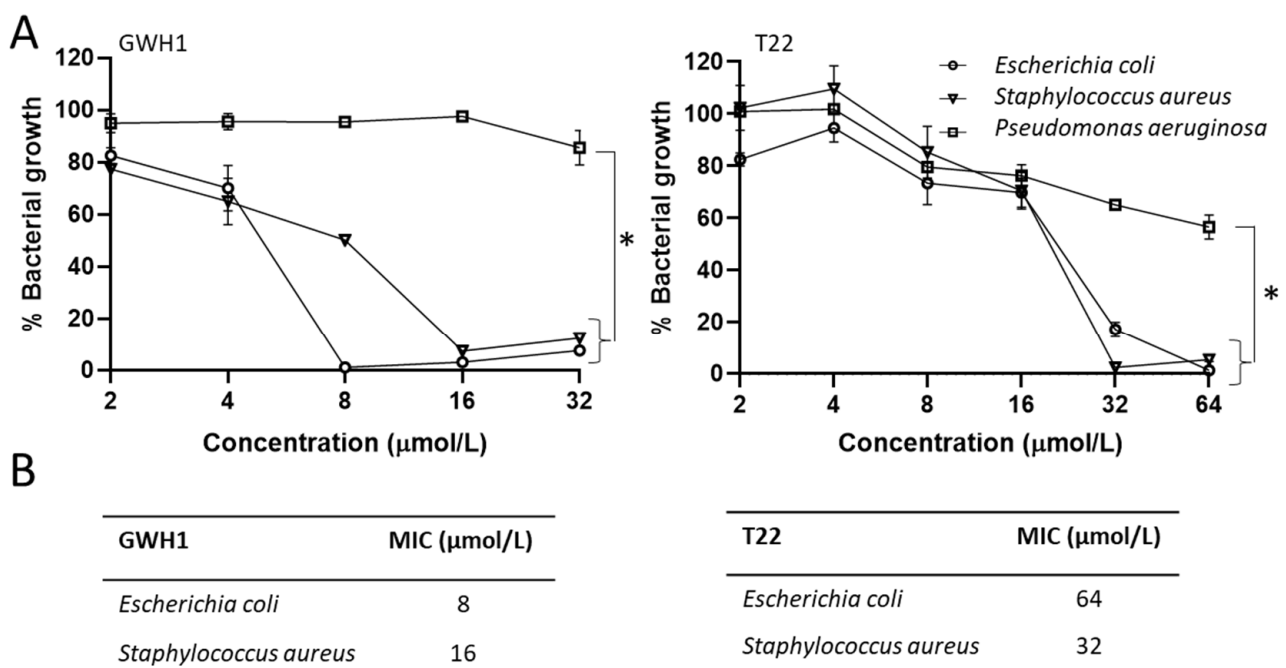 A
GWH1
120
100
80
60
40
20
0
% Bacterial growth
2 4 8 16 32
Concentration (μmol/L)
*
T22
120
100
80
60
40
20
0
% Bacterial growth
2 4 8 16 32 64
Concentration (μmol/L)
Escherichia coli
Staphylococcus aureus
Pseudomonas aeruginosa
*
B
GWH1 MIC (μmol/L)
Escherichia coli 8
Staphylococcus aureus 16
T22 MIC (μmol/L)
Escherichia coli 64
Staphylococcus aureus 32